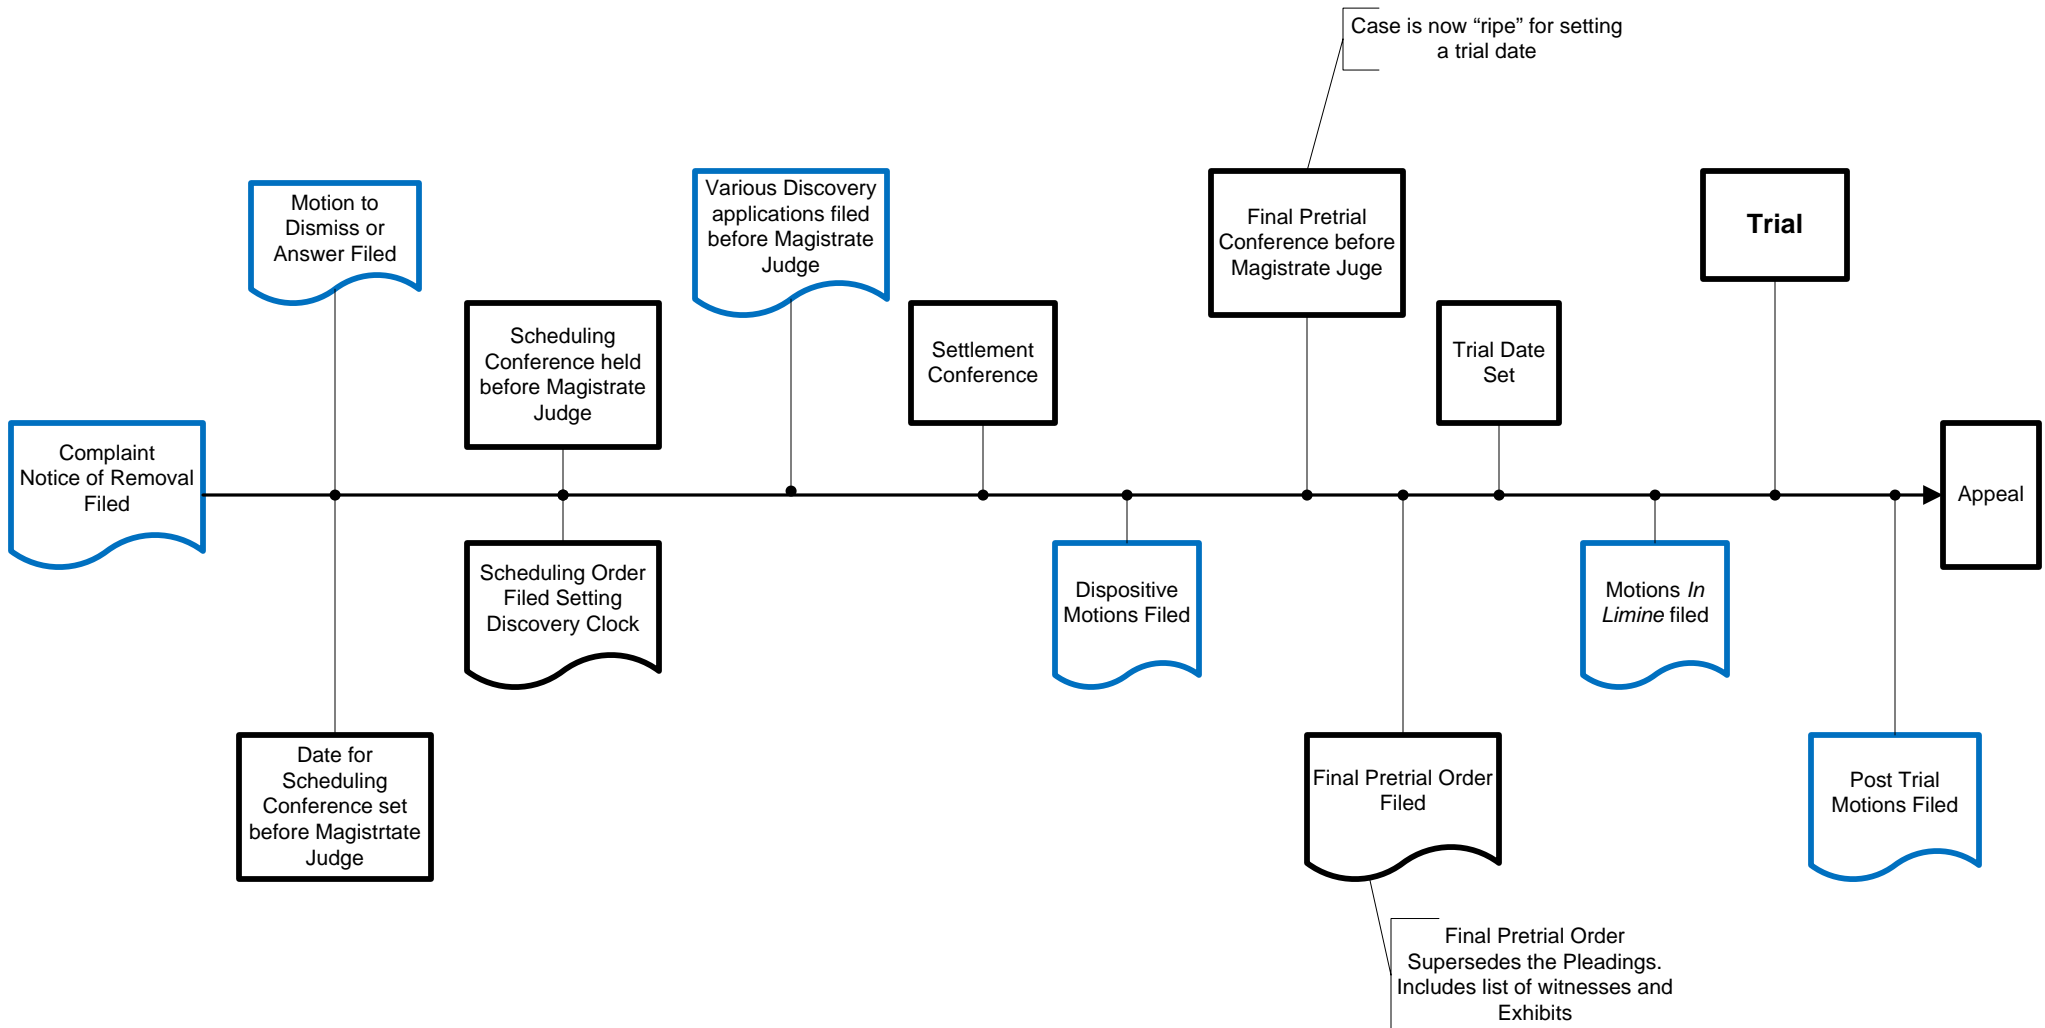 Case is now “ripe” for setting
a trial date
Motion to
Dismiss or
Answer Filed
Various Discovery
applications filed
before Magistrate
Judge
Final Pretrial
Conference before
Magistrate Juge
Trial
Scheduling
Conference held
before Magistrate
Judge
Settlement
Conference
Trial Date
Set
Complaint
Notice of Removal
Filed
Appeal
Scheduling Order
Filed Setting
Discovery Clock
Dispositive
Motions Filed
Motions In
Limine filed
Date for
Scheduling
Conference set
before Magistrtate
Judge
Final Pretrial Order
Filed
Post Trial
Motions Filed
Final Pretrial Order
Supersedes the Pleadings.
Includes list of witnesses and
Exhibits